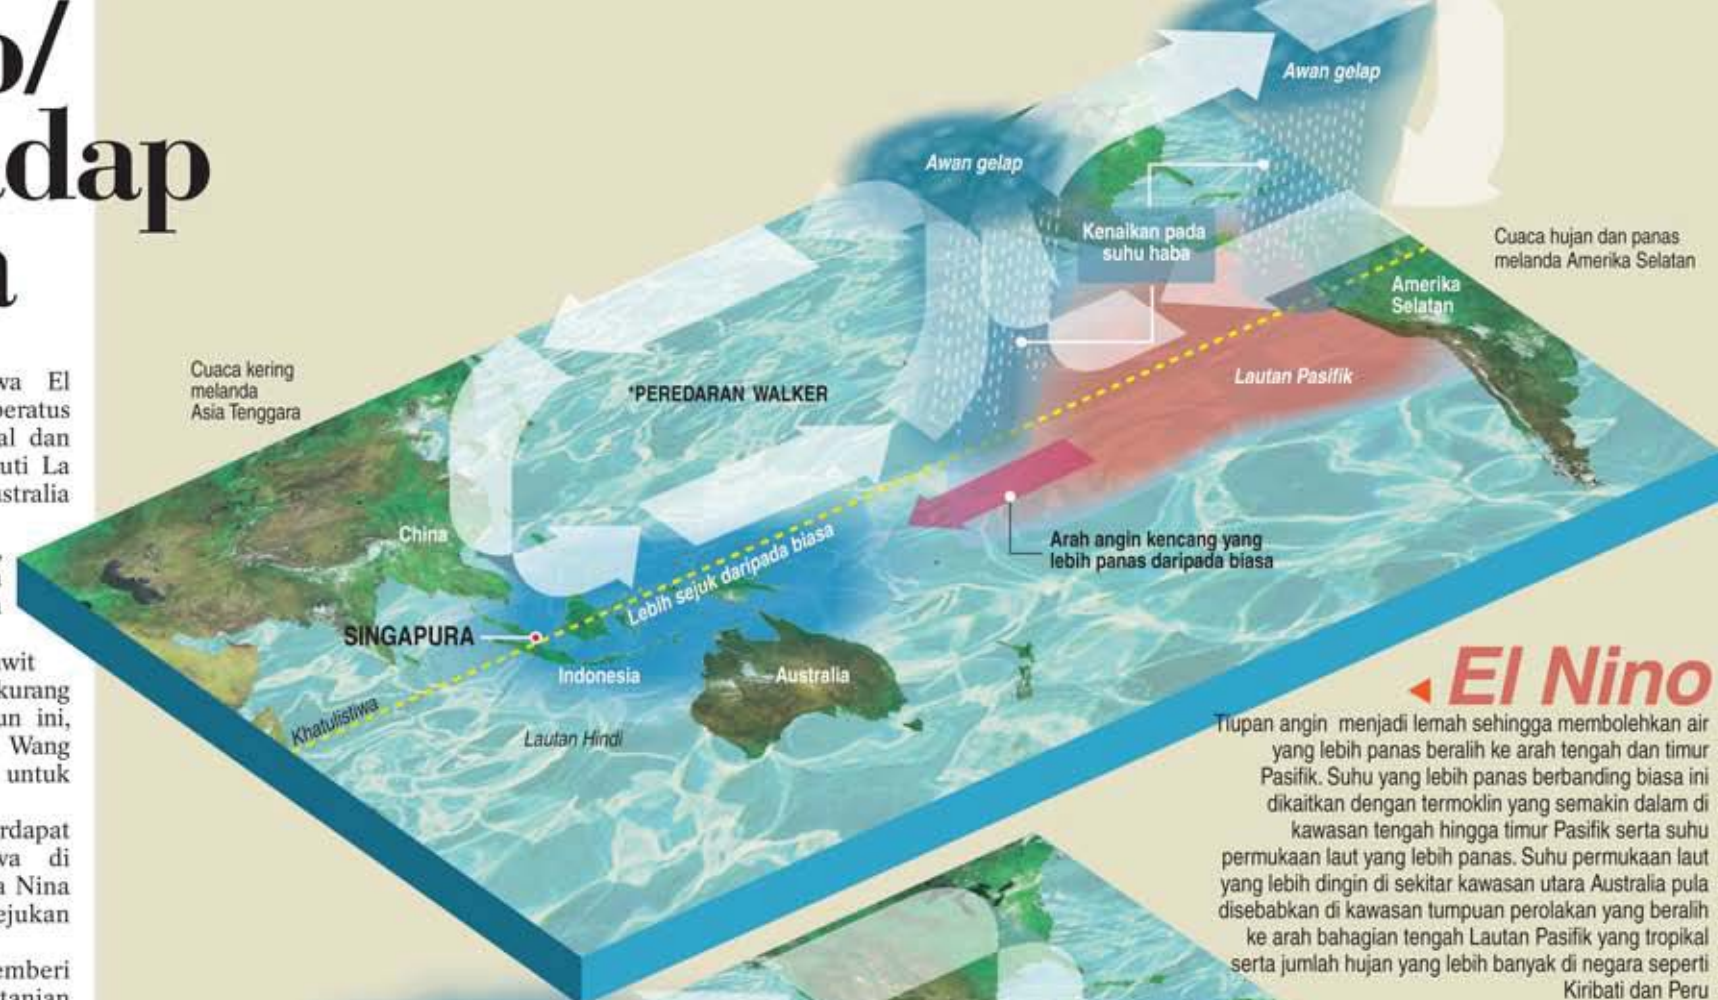 dap
wa El
peratus
al dan
uti La
ustralia
wit
kurang
un ini,
Wang
untuk
rdapat
wa di
a Nina
ejukan
emberi
tanian
Cuaca kering
melanda
Asia Tenggara
Awan gelap
Awan gelap
Kenaikan pada
suhu haba
Cuaca hujan dan panas
melanda Amerika Selatan
Amerika
Selatan
Lautan Pasifik
*PEREDARAN WALKER
China
Lebih sejuk daripada biasa
Arah angin kencang yang
lebih panas daripada biasa
SINGAPURA
Indonesia
Australia
Khatulistiwa
Lautan Hindi
El Nino
Tiupan angin menjadi lemah sehingga membolehkan air
yang lebih panas beralih ke arah tengah dan timur
Pasifik. Suhu yang lebih panas berbanding biasa ini
dikaitkan dengan termoklin yang semakin dalam di
kawasan tengah hingga timur Pasifik serta suhu
permukaan laut yang lebih panas. Suhu permukaan laut
yang lebih dingin di sekitar kawasan utara Australia pula
disebabkan di kawasan tumpuan perolakan yang beralih
ke arah bahagian tengah Lautan Pasifik yang tropikal
serta jumlah hujan yang lebih banyak di negara seperti
Kiribati dan Peru